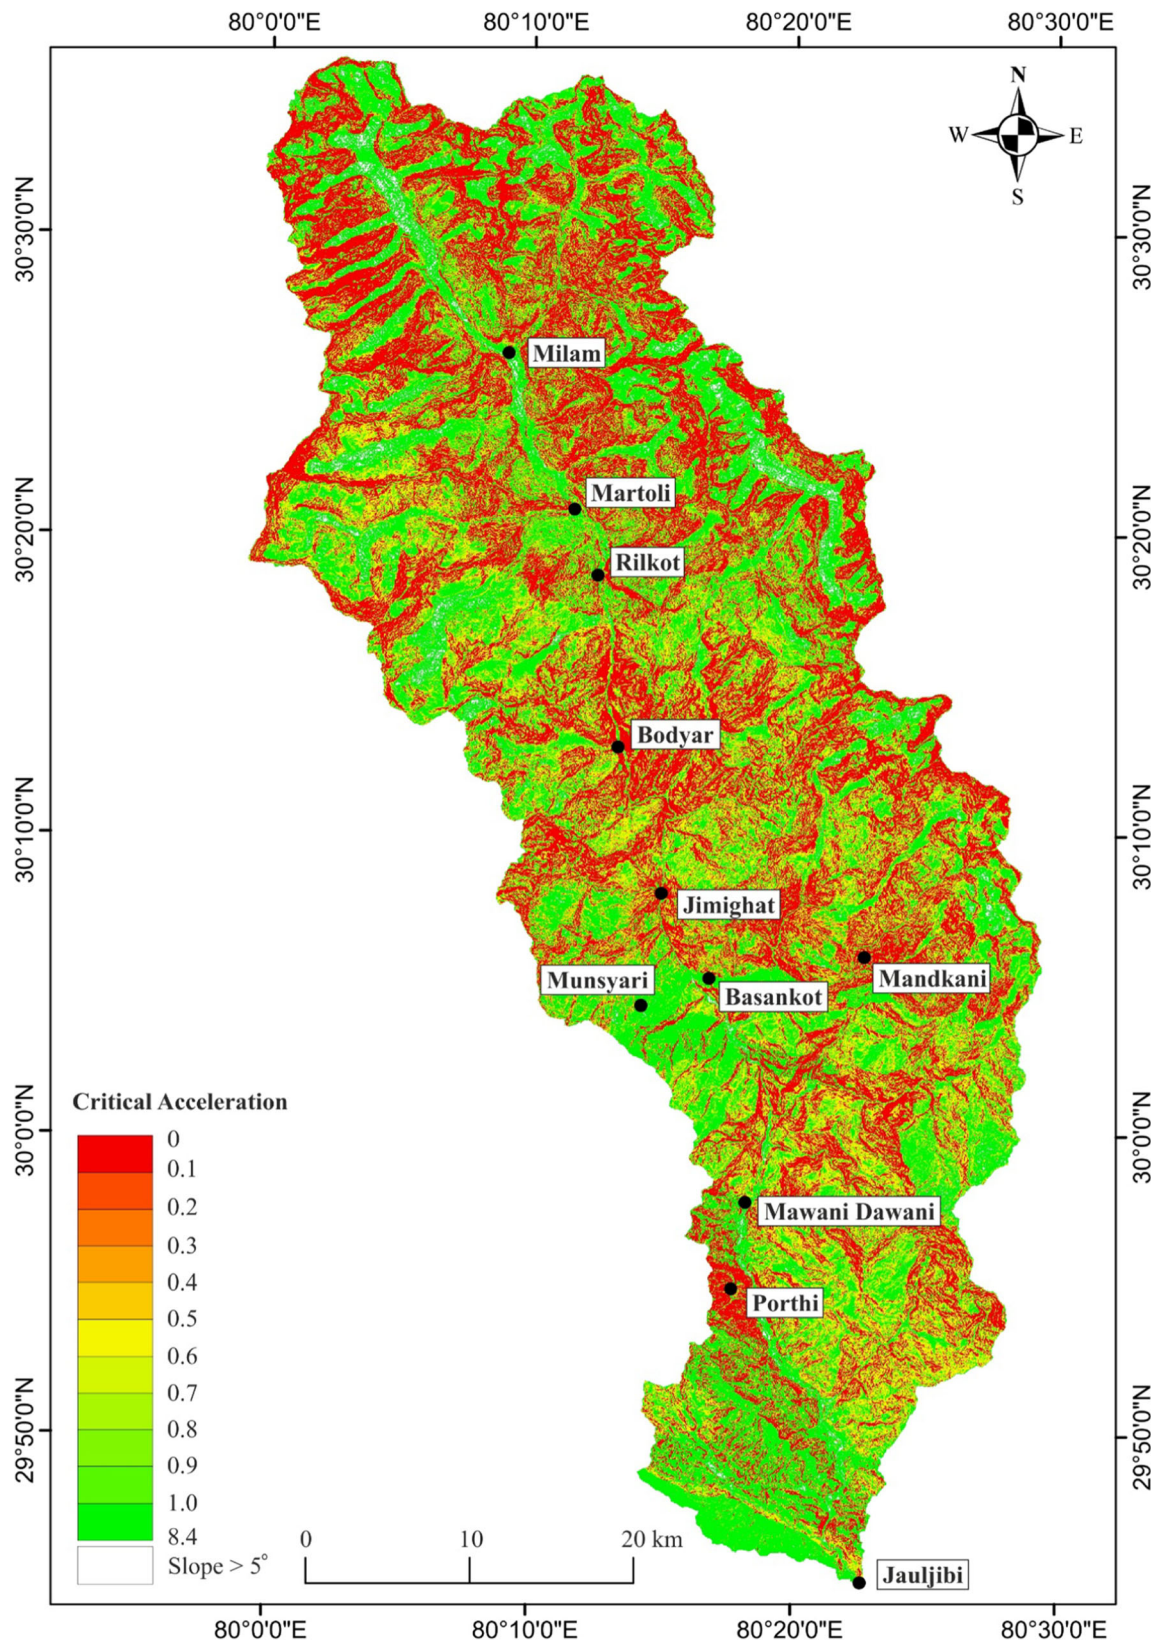 80°0'0"E 80°10'0"E 80°20'0"E 80°30'0"E
N
W E
S
30°30'0"N
30°30'0"N
Milam
Martoli
30°20'0"N
30°20'0"N
Rilkot
Bodyar
30°10'0"N
30°10'0"N
Jimighat
Munsyari
Mandkani
Basankot
Critical Acceleration
0
0.1
0.2
0.3
0.4
0.5
0.6
0.7
0.8
0.9
1.0
8.4
Slope > 5°
30°0'0"N
30°0'0"N
Mawani Dawani
Porthi
29°50'0"N
29°50'0"N
0 10 20 km
Jauljibi
80°0'0"E 80°10'0"E 80°20'0"E 80°30'0"E